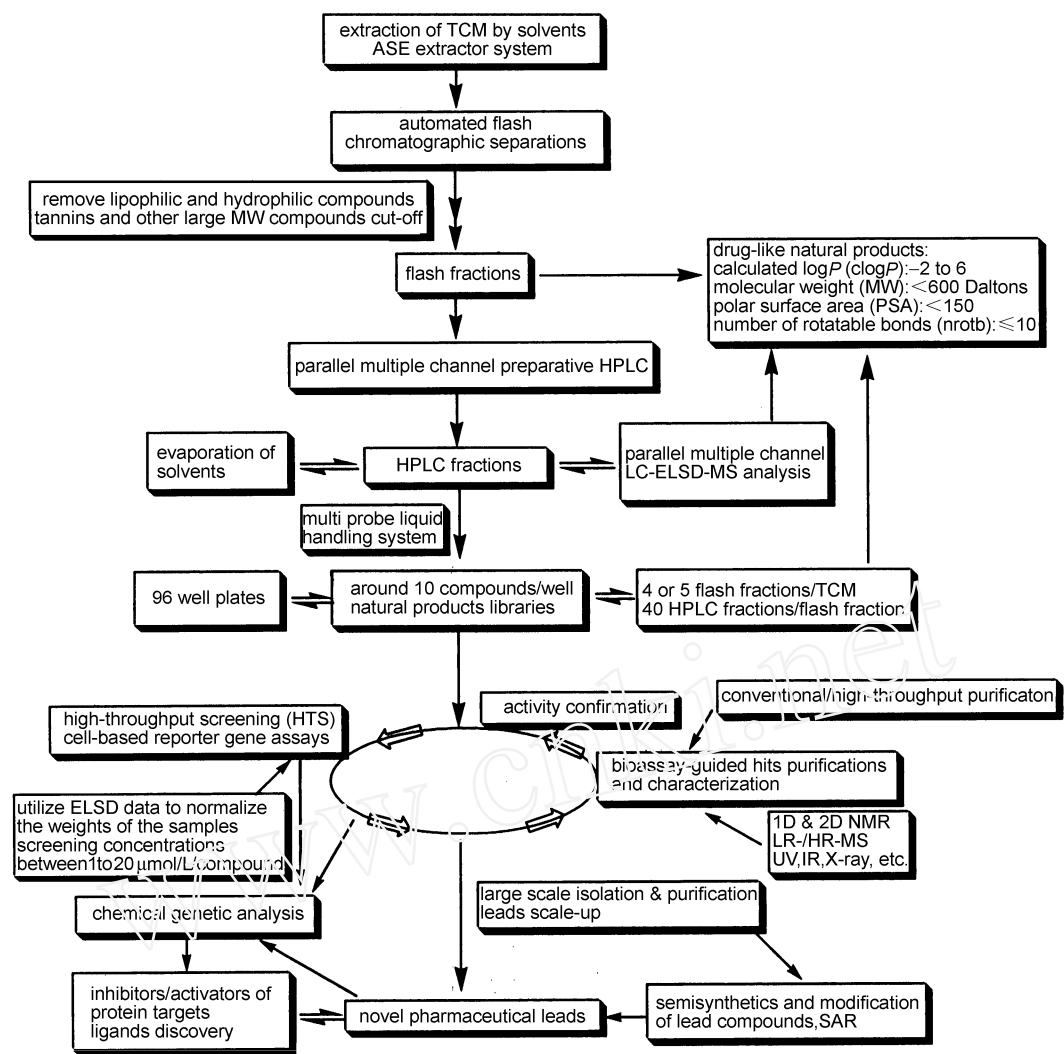 extraction of TCM by solvents
ASE extractor system
automated flash
chromatographic separations
remove lipophilic and hydrophilic compounds
tannins and other large MW compounds cut-off
flash fractions
drug-like natural products:
calculated logP (clogP):−2 to 6
molecular weight (MW):<600 Daltons
polar surface area (PSA):<150
number of rotatable bonds (nrotb):≤10
parallel multiple channel preparative HPLC
evaporation of
solvents
HPLC fractions
parallel multiple channel
LC-ELSD-MS analysis
multi probe liquid
handling system
96 well plates
around 10 compounds/well
natural products libraries
4 or 5 flash fractions/TCM
40 HPLC fractions/flash fraction
conventional/high-throughput purificaton
activity confirmation
high-throughput screening (HTS)
cell-based reporter gene assays
bioassay-guided hits purifications
and characterization
utilize ELSD data to normalize
the weights of the samples
screening concentrations
between1to20 μmol/L/compound
1D & 2D NMR
LR-/HR-MS
UV,IR,X-ray, etc.
large scale isolation & purification
leads scale-up
chemical genetic analysis
inhibitors/activators of
protein targets
ligands discovery
novel pharmaceutical leads
semisynthetics and modification
of lead compounds,SAR
www.cnki.net